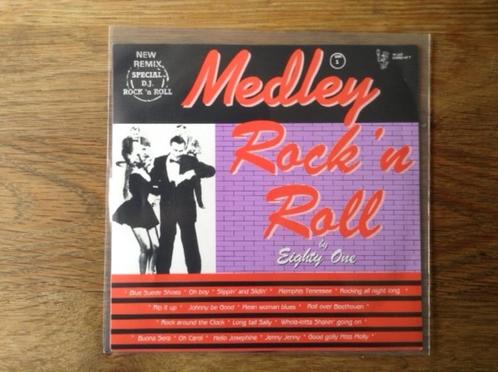 NEW
REMIX
SPECIAL
D.J.
ROCK 'n ROLL
Medley
Rock 'n
Roll
by
Eighty One
* Blue Suede Shoes * Oh boy * Slippin' and Slidin' * Memphis Tenessee * Rocking all night long
* Rip it up * Johnny be Good * Mean woman blues * Roll over Beethoven *
* Rock around the Clock * Long Tall Sally * Whola-lotta Shakin' going on *
* Buona Sera * Oh Carol * Hello Josephine * Jenny Jenny * Good golly Miss Molly *